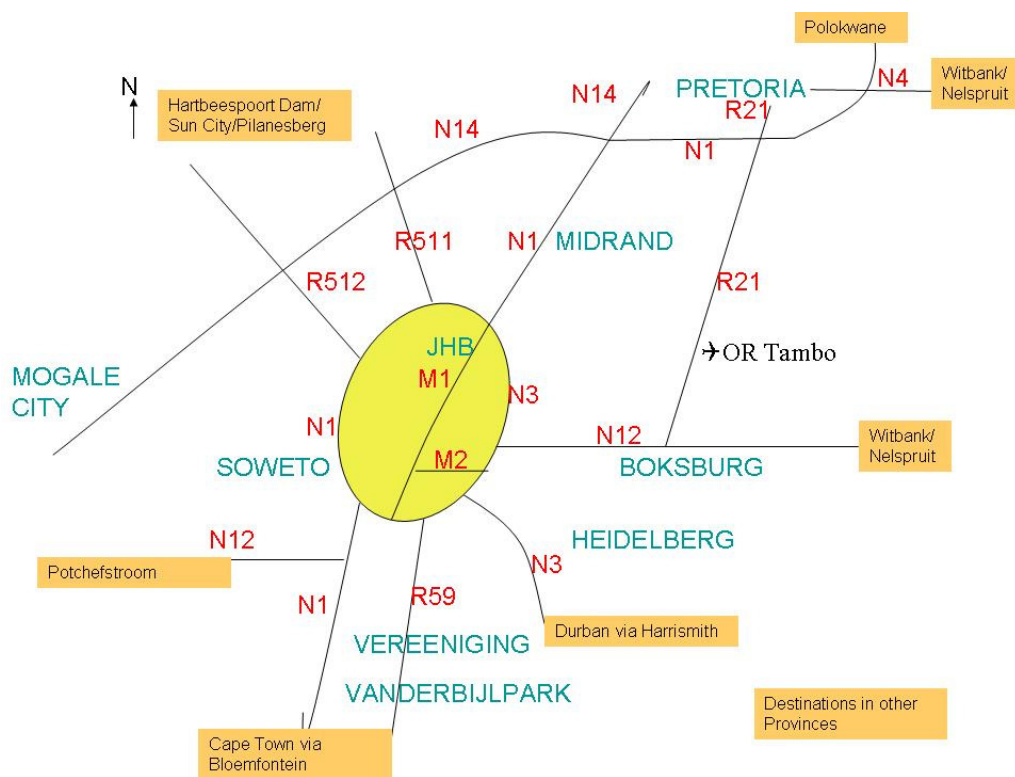 Polokwane
N
Hartbeespoort Dam/
Sun City/Pilanesberg
N14
PRETORIA
N4
Witbank/
Nelspruit
R21
N14
N1
R511
N1
MIDRAND
R512
R21
JHB
OR Tambo
MOGALE
CITY
M1
N3
N1
N12
Witbank/
Nelspruit
SOWETO
M2
BOKSBURG
N12
HEIDELBERG
Potchefstroom
N3
N1
R59
Durban via Harrismith
VEREENIGING
VANDERBIJLPARK
Destinations in other
Provinces
Cape Town via
Bloemfontein